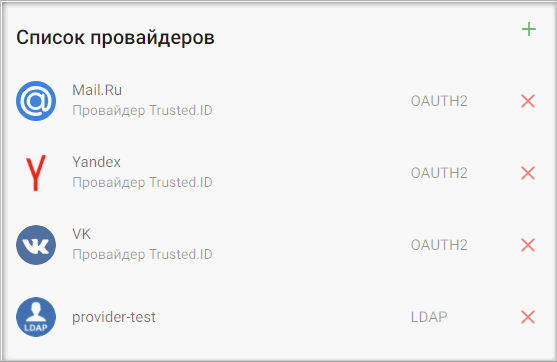 Список провайдеров
Mail.Ru
Провайдер Trusted.ID
OAUTH2
Yandex
Провайдер Trusted.ID
OAUTH2
VK
Провайдер Trusted.ID
OAUTH2
LDAP
provider-test
LDAP